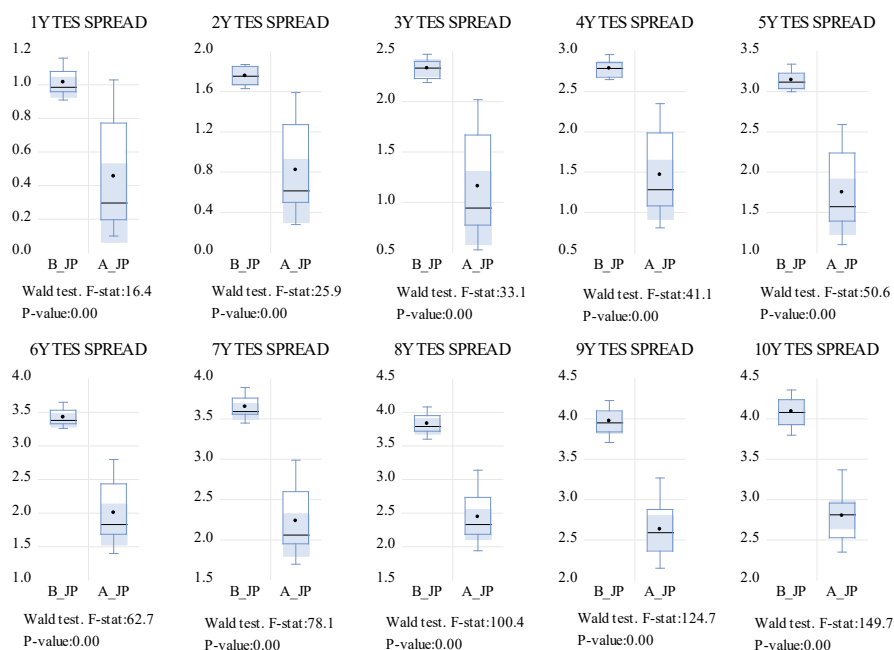 1Y TES SPREAD
1.2
1.0
0.8
0.6
0.4
0.2
0.0
B_JP A_JP
Wald test. F-stat:16.4
P-value:0.00
2Y TES SPREAD
2.0
1.6
1.2
0.8
0.4
0.0
B_JP A_JP
Wald test. F-stat:25.9
P-value:0.00
3Y TES SPREAD
2.5
2.0
1.5
1.0
0.5
B_JP A_JP
Wald test. F-stat:33.1
P-value:0.00
4Y TES SPREAD
3.0
2.5
2.0
1.5
1.0
0.5
B_JP A_JP
Wald test. F-stat:41.1
P-value:0.00
5Y TES SPREAD
3.5
3.0
2.5
2.0
1.5
1.0
B_JP A_JP
Wald test. F-stat:50.6
P-value:0.00
6Y TES SPREAD
4.0
3.5
3.0
2.5
2.0
1.5
1.0
B_JP A_JP
Wald test. F-stat:62.7
P-value:0.00
7Y TES SPREAD
4.0
3.5
3.0
2.5
2.0
1.5
B_JP A_JP
Wald test. F-stat:78.1
P-value:0.00
8Y TES SPREAD
4.5
4.0
3.5
3.0
2.5
2.0
1.5
B_JP A_JP
Wald test. F-stat:100.4
P-value:0.00
9Y TES SPREAD
4.5
4.0
3.5
3.0
2.5
2.0
B_JP A_JP
Wald test. F-stat:124.7
P-value:0.00
10Y TES SPREAD
4.5
4.0
3.5
3.0
2.5
2.0
B_JP A_JP
Wald test. F-stat:149.7
P-value:0.00